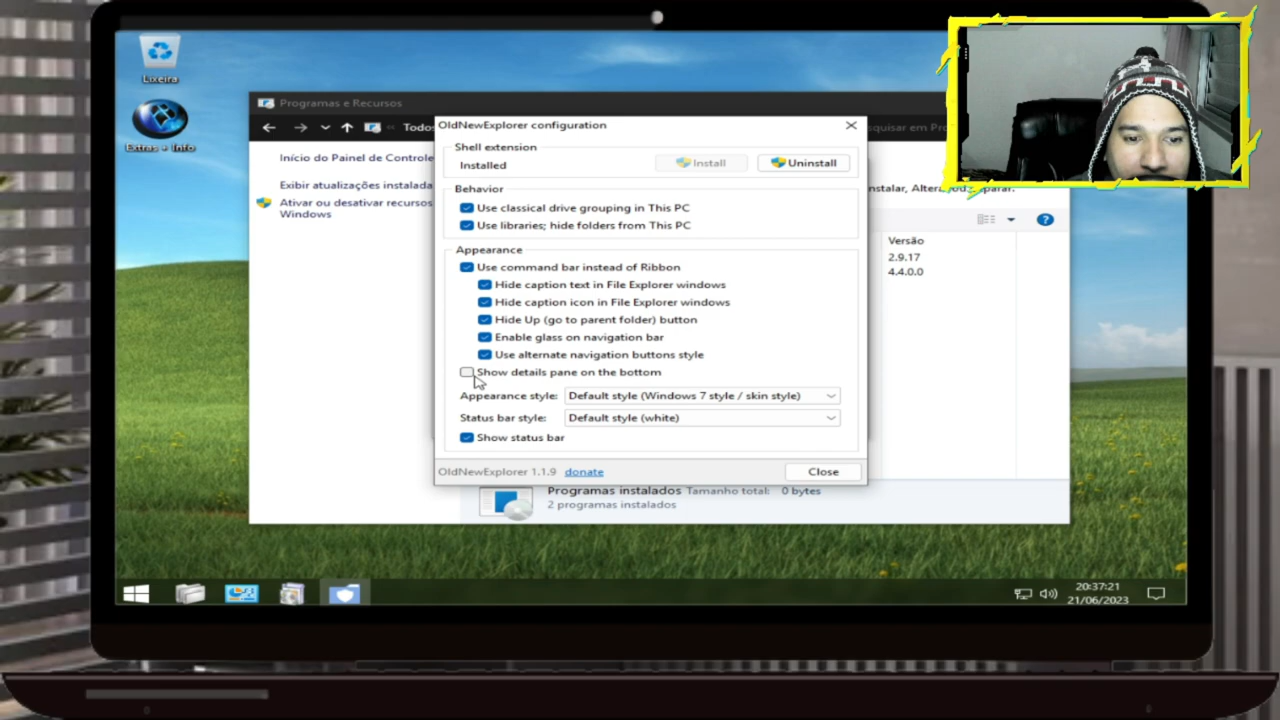 Lixeira
Extras + Info
Programas e Recursos
Todos
squisar em Pro
Início do Painel de Controle
Exibir atualizações instalada
Ativar ou desativar recursos
Windows
nstalar, Alterar ou Reparar.
Versão
2.9.17
4.4.0.0
OldNewExplorer configuration
Shell extension
Installed
Install
Uninstall
Behavior
Use classical drive grouping in This PC
Use libraries; hide folders from This PC
Appearance
Use command bar instead of Ribbon
Hide caption text in File Explorer windows
Hide caption icon in File Explorer windows
Hide Up (go to parent folder) button
Enable glass on navigation bar
Use alternate navigation buttons style
Show details pane on the bottom
Appearance style: Default style (Windows 7 style / skin style)
Status bar style: Default style (white)
Show status bar
OldNewExplorer 1.1.9 donate
Close
Programas instalados Tamanho total: 0 bytes
2 programas instalados
20:37:21
21/06/2023